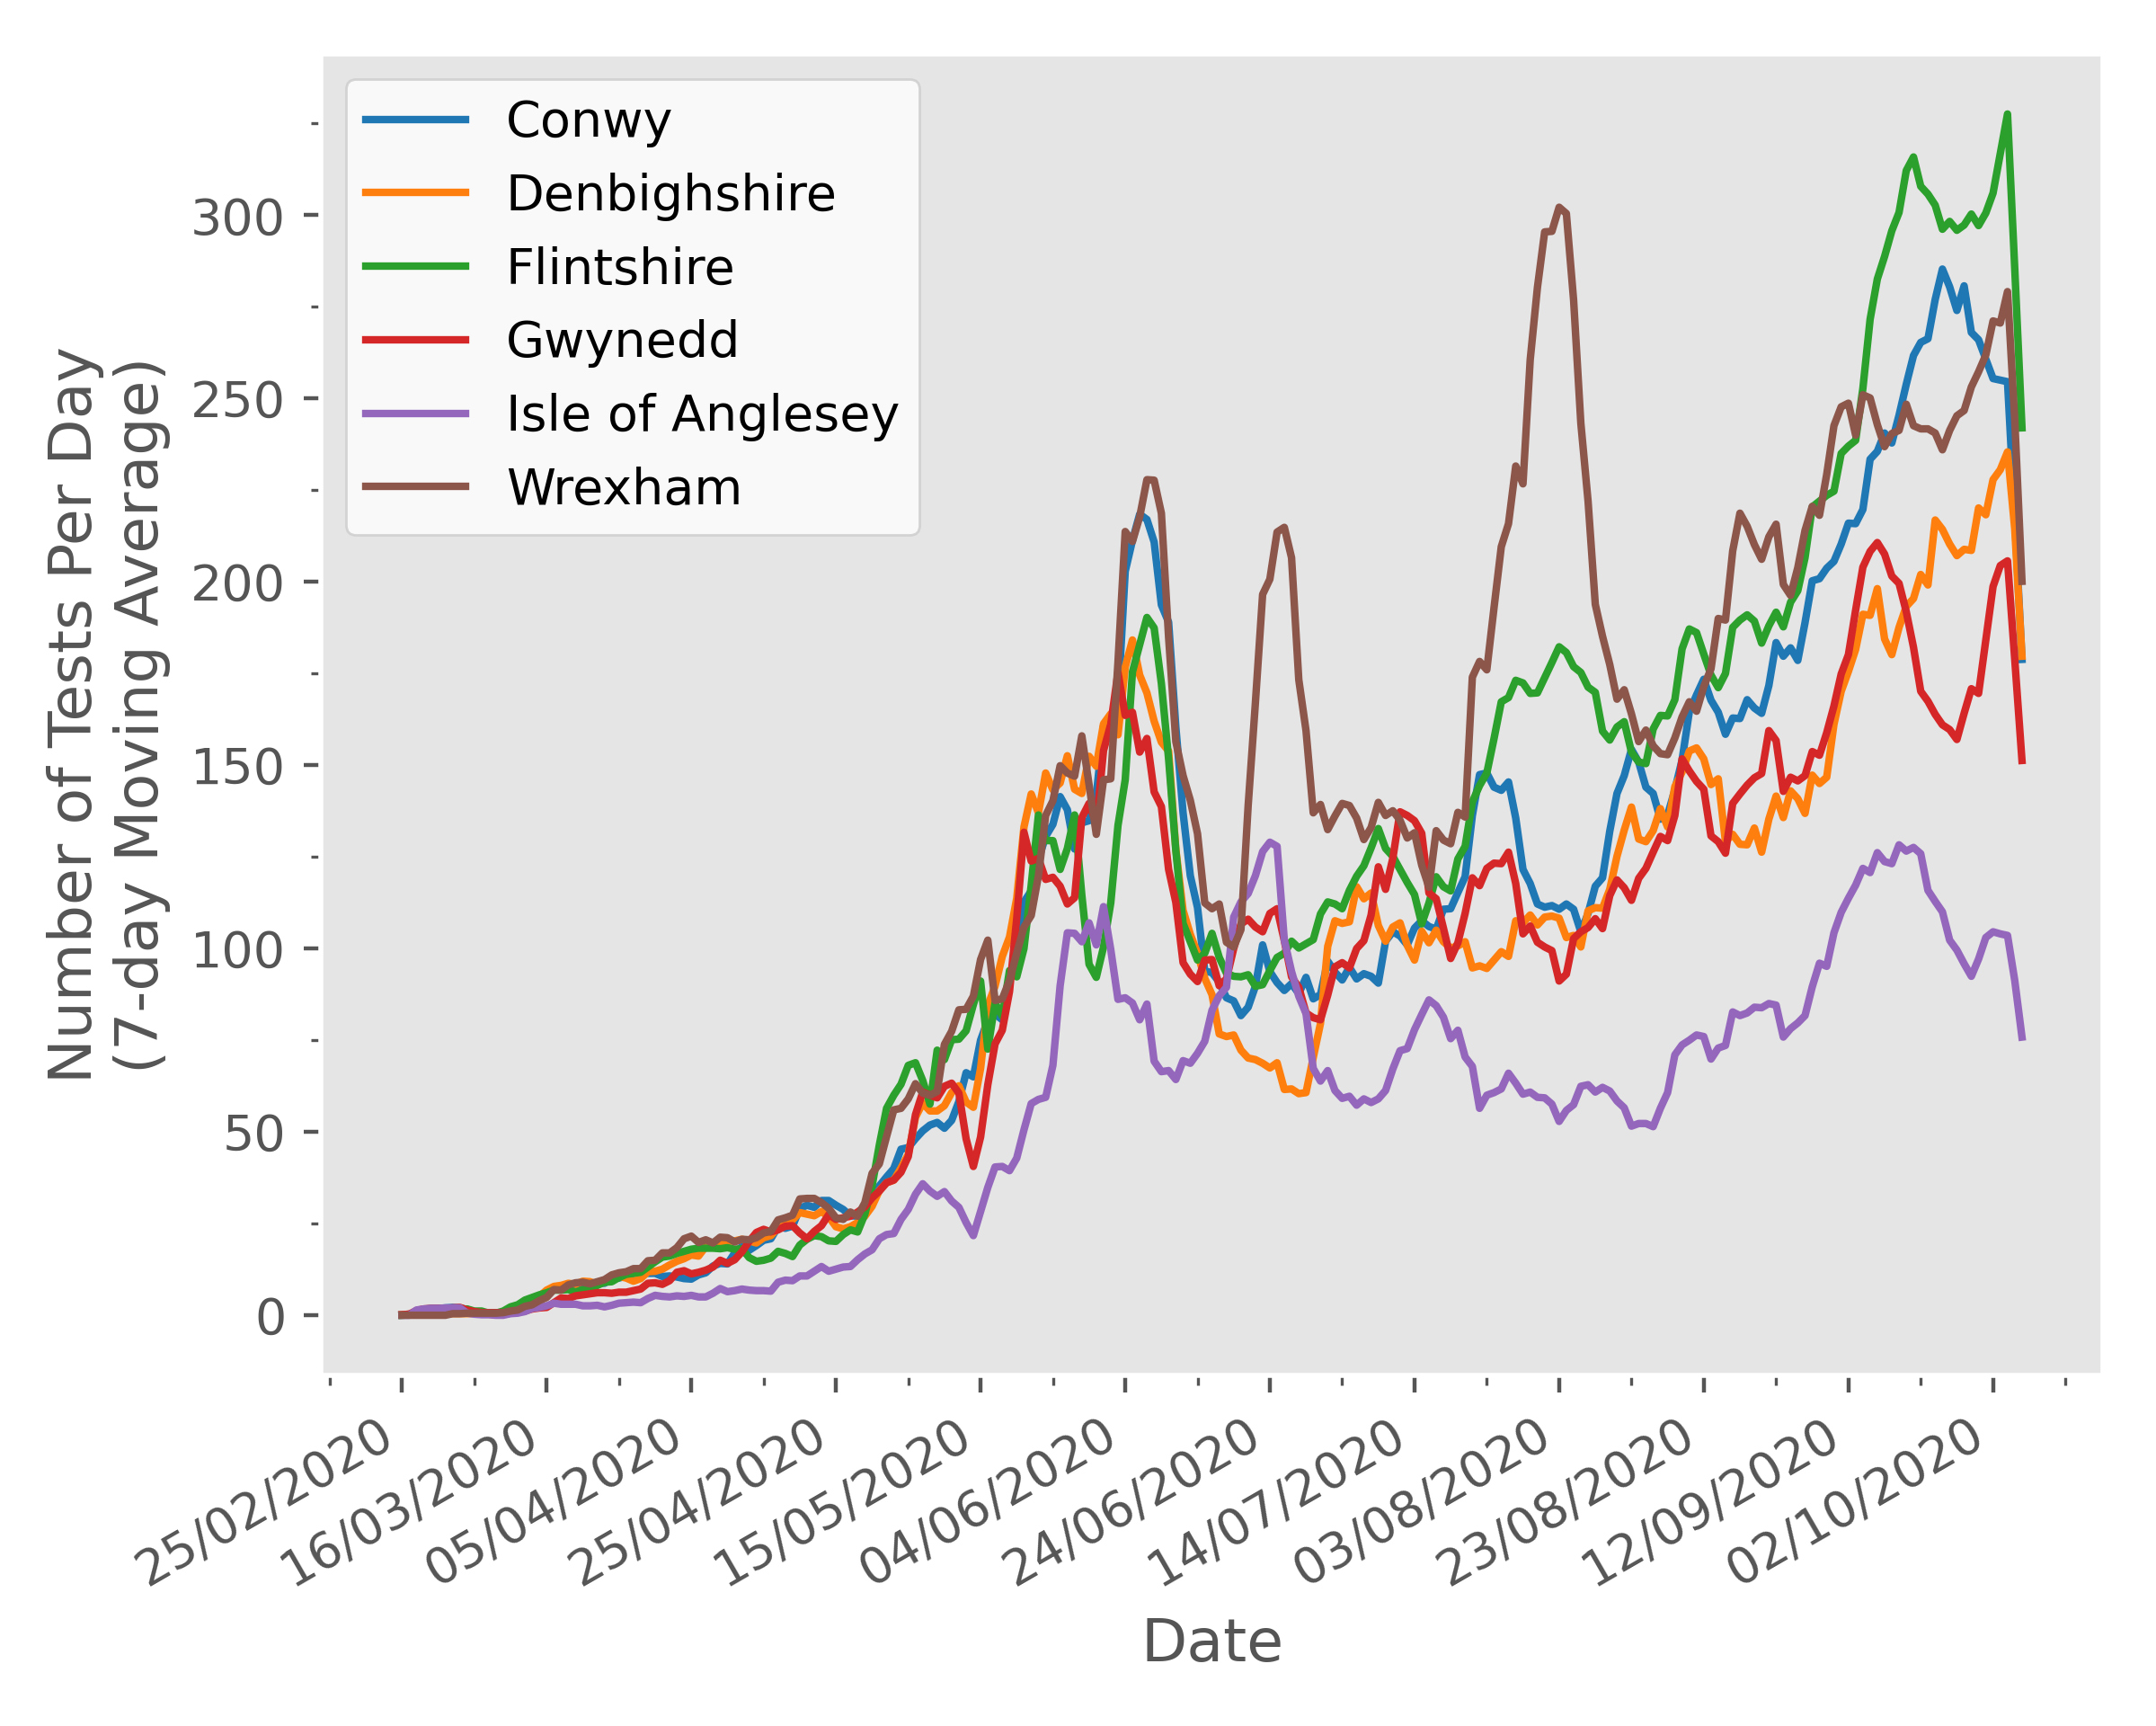 Conwy
Denbighshire
Flintshire
Gwynedd
Isle of Anglesey
Wrexham
Number of Tests Per Day
(7-day Moving Average)
300
250
200
150
100
50
0
25/02/2020
16/03/2020
05/04/2020
25/04/2020
15/05/2020
04/06/2020
24/06/2020
14/07/2020
03/08/2020
23/08/2020
12/09/2020
02/10/2020
Date